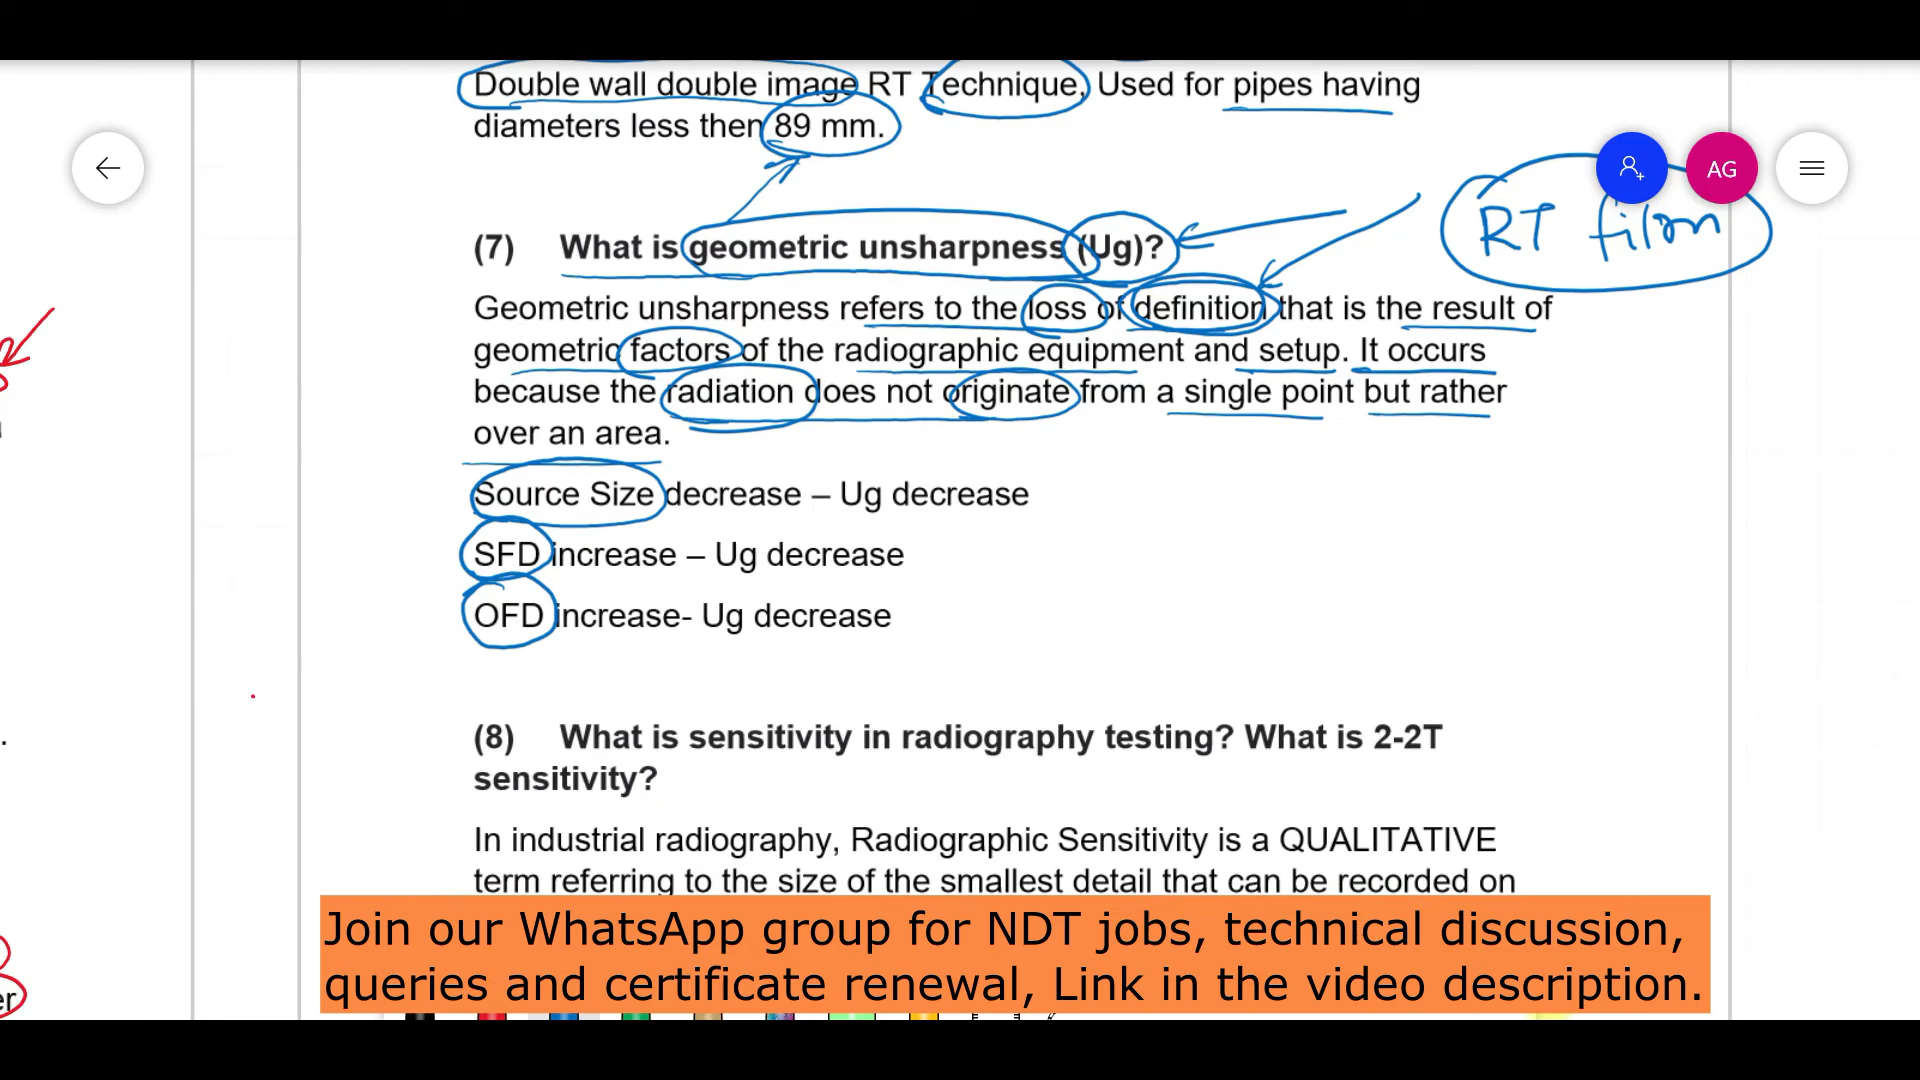 Double wall double image RT Technique, Used for pipes having
diameters less then 89 mm.
AG
RT film
(7) What is geometric unsharpness (Ug)?
Geometric unsharpness refers to the loss of definition that is the result of
geometric factors of the radiographic equipment and setup. It occurs
because the radiation does not originate from a single point but rather
over an area.
Source Size decrease – Ug decrease
SFD increase – Ug decrease
OFD increase- Ug decrease
(8) What is sensitivity in radiography testing? What is 2-2T
sensitivity?
In industrial radiography, Radiographic Sensitivity is a QUALITATIVE
term referring to the size of the smallest detail that can be recorded on
Join our WhatsApp group for NDT jobs, technical discussion,
queries and certificate renewal, Link in the video description.